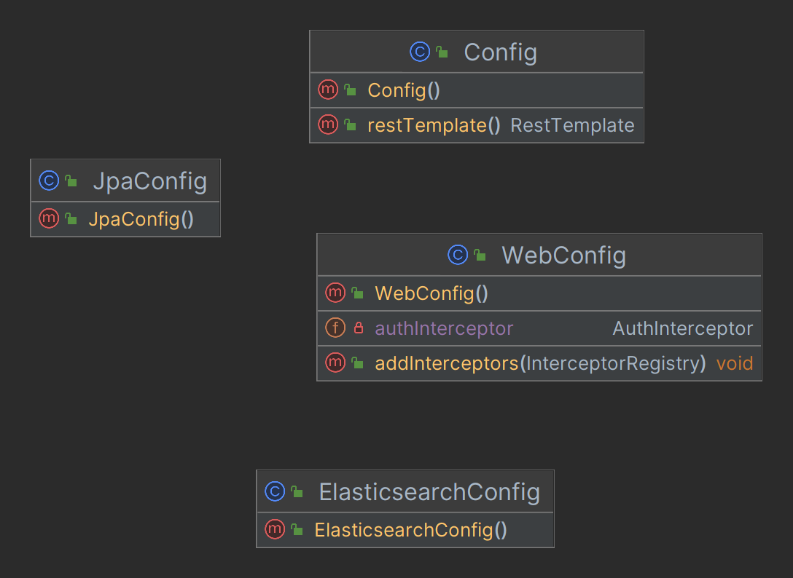 Config
Config()
restTemplate() RestTemplate
JpaConfig
JpaConfig()
WebConfig
WebConfig()
authInterceptor AuthInterceptor
addInterceptors(InterceptorRegistry) void
ElasticsearchConfig
ElasticsearchConfig()